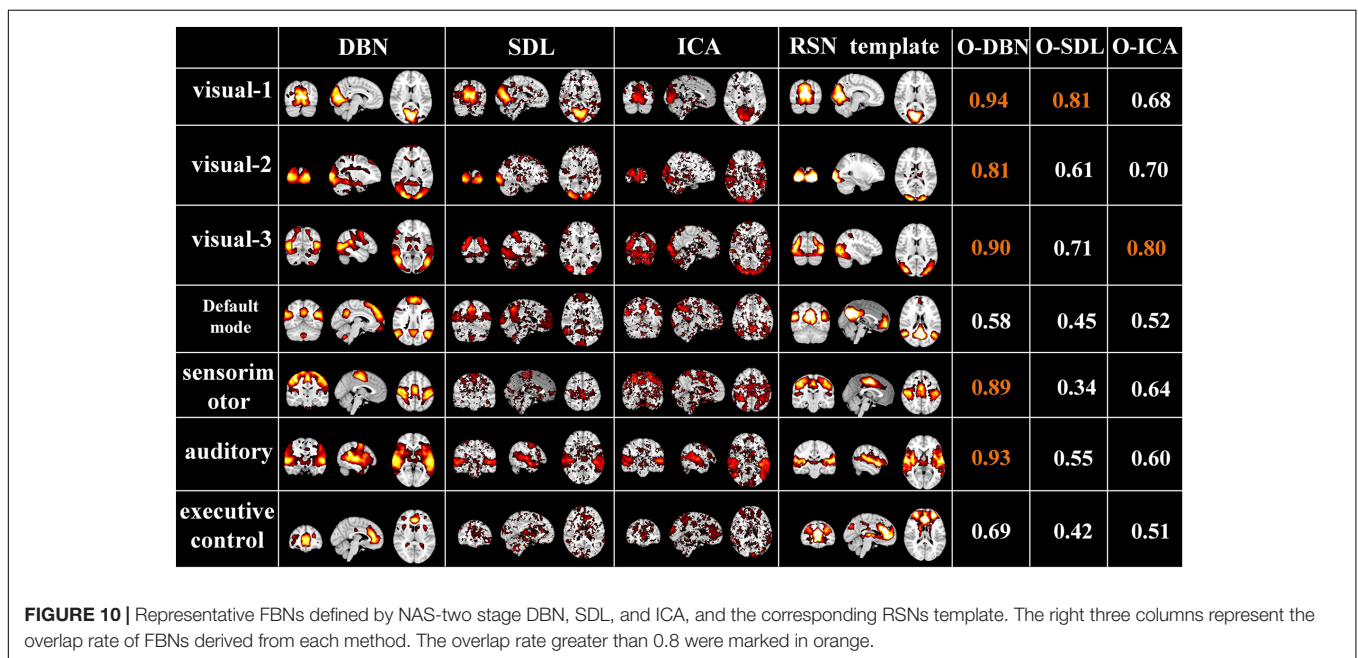 DBN SDL ICA RSN template O-DBN O-SDL O-ICA
visual-1 0.94 0.81 0.68
visual-2 0.81 0.61 0.70
visual-3 0.90 0.71 0.80
Default
mode 0.58 0.45 0.52
sensorim
otor 0.89 0.34 0.64
auditory 0.93 0.55 0.60
executive
control 0.69 0.42 0.51
FIGURE 10 | Representative FBNs defined by NAS-two stage DBN, SDL, and ICA, and the corresponding RSNs template. The right three columns represent the
overlap rate of FBNs derived from each method. The overlap rate greater than 0.8 were marked in orange.